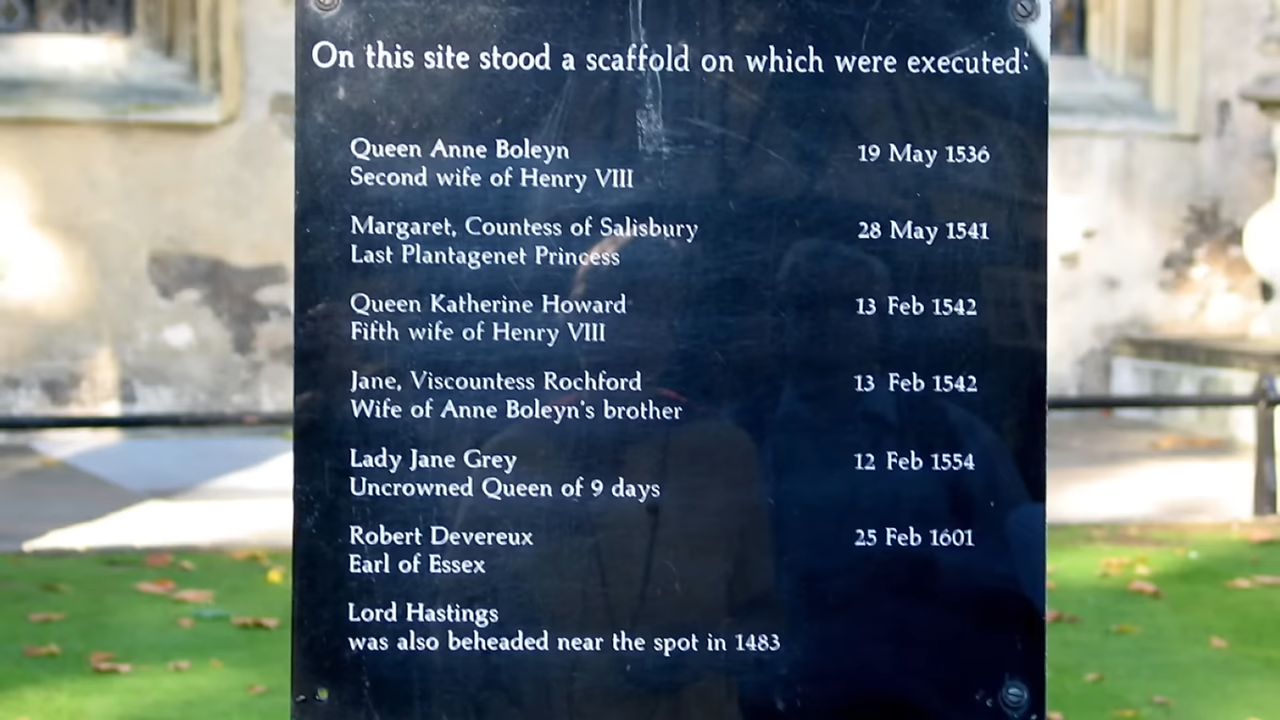 On this site stood a scaffold on which were executed:
Queen Anne Boleyn 19 May 1536
Second wife of Henry VIII
Margaret, Countess of Salisbury 28 May 1541
Last Plantagenet Princess
Queen Katherine Howard 13 Feb 1542
Fifth wife of Henry VIII
Jane, Viscountess Rochford 13 Feb 1542
Wife of Anne Boleyn's brother
Lady Jane Grey 12 Feb 1554
Uncrowned Queen of 9 days
Robert Devereux 25 Feb 1601
Earl of Essex
Lord Hastings
was also beheaded near the spot in 1483